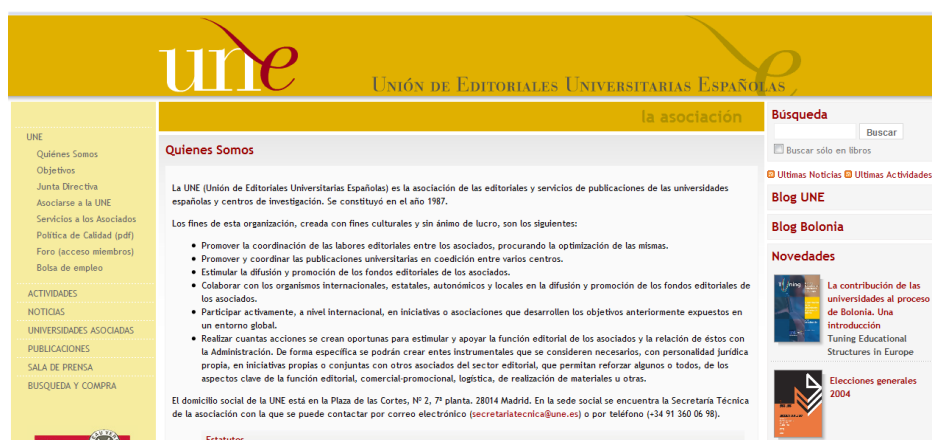 une
UNIÓN DE EDITORIALES UNIVERSITARIAS ESPAÑOLAS
UNE
Quiénes Somos
Objetivos
Junta Directiva
Asociarse a la UNE
Servicios a los Asociados
Política de Calidad (pdf)
Foro (acceso miembros)
Bolsa de empleo
ACTIVIDADES
NOTICIAS
UNIVERSIDADES ASOCIADAS
PUBLICACIONES
SALA DE PRENSA
BUSQUEDA Y COMPRA
la asociación
Quienes Somos
La UNE (Unión de Editoriales Universitarias Españolas) es la asociación de las editoriales y servicios de publicaciones de las universidades
españolas y centros de investigación. Se constituyó en el año 1987.
Los fines de esta organización, creada con fines culturales y sin ánimo de lucro, son los siguientes:
• Promover la coordinación de las labores editoriales entre los asociados, procurando la optimización de las mismas.
• Promover y coordinar las publicaciones universitarias en coedición entre varios centros.
• Estimular la difusión y promoción de los fondos editoriales de los asociados.
• Colaborar con los organismos internacionales, estatales, autonómicos y locales en la difusión y promoción de los fondos editoriales de
los asociados.
• Participar activamente, a nivel internacional, en iniciativas o asociaciones que desarrollen los objetivos anteriormente expuestos en
un entorno global.
• Realizar cuantas acciones se crean oportunas para estimular y apoyar la función editorial de los asociados y la relación de éstos con
la Administración. De forma específica se podrán crear entes instrumentales que se consideren necesarios, con personalidad jurídica
propia, en iniciativas propias o conjuntas con otros asociados del sector editorial, que permitan reforzar algunos o todos, de los
aspectos clave de la función editorial, comercial-promocional, logística, de realización de materiales u otras.
El domicilio social de la UNE está en la Plaza de las Cortes, Nº 2, 7ª planta. 28014 Madrid. En la sede social se encuentra la Secretaría Técnica
de la asociación con la que se puede contactar por correo electrónico (secretariatecnica@une.es) o por teléfono (+34 91 360 06 98).
Estatutos
Búsqueda
Buscar
Buscar sólo en libros
Ultimas Noticias Ultimas Actividades
Blog UNE
Blog Bolonia
Novedades
La contribución de las
universidades al proceso
de Bolonia. Una
introducción
Tuning Educational
Structures in Europe
Elecciones generales
2004